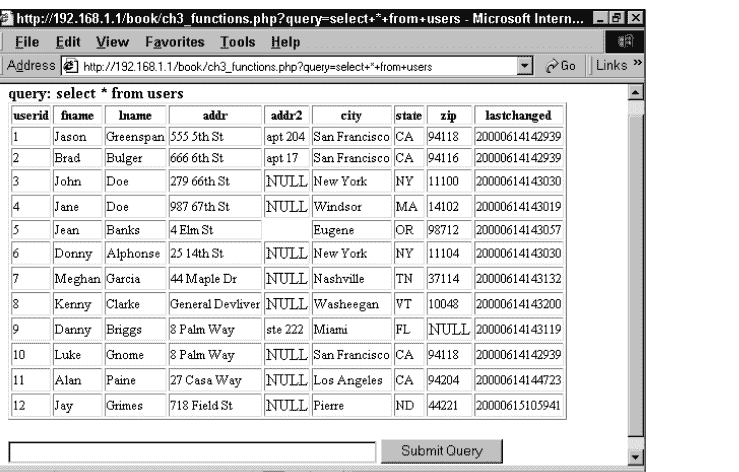 http://192.168.1.1/book/ch3_functions.php?query=select+*+from+users - Microsoft Intern...
File Edit View Favorites Tools Help
Address http://192.168.1.1/book/ch3_functions.php?query=select+*+from+users Go Links »
query: select * from users
userid fname lname addr addr2 city state zip lastchanged
1 Jason Greenspan 555 5th St apt 204 San Francisco CA 94118 20000614142939
2 Brad Bulger 666 6th St apt 17 San Francisco CA 94116 20000614142939
3 John Doe 279 66th St NULL New York NY 11100 20000614143030
4 Jane Doe 987 67th St NULL Windsor MA 14102 20000614143019
5 Jean Banks 4 Elm St Eugene OR 98712 20000614143057
6 Donny Alphonse 25 14th St NULL New York NY 11104 20000614143030
7 Meghan Garcia 44 Maple Dr NULL Nashville TN 37114 20000614143132
8 Kenny Clarke General Devliver NULL Washeegan VT 10048 20000614143200
9 Danny Briggs 8 Palm Way ste 222 Miami FL NULL 20000614143119
10 Luke Gnome 8 Palm Way NULL San Francisco CA 94118 20000614142939
11 Alan Paine 27 Casa Way NULL Los Angeles CA 94204 20000614144723
12 Jay Grimes 718 Field St NULL Pierre ND 44221 20000615105941
Submit Query